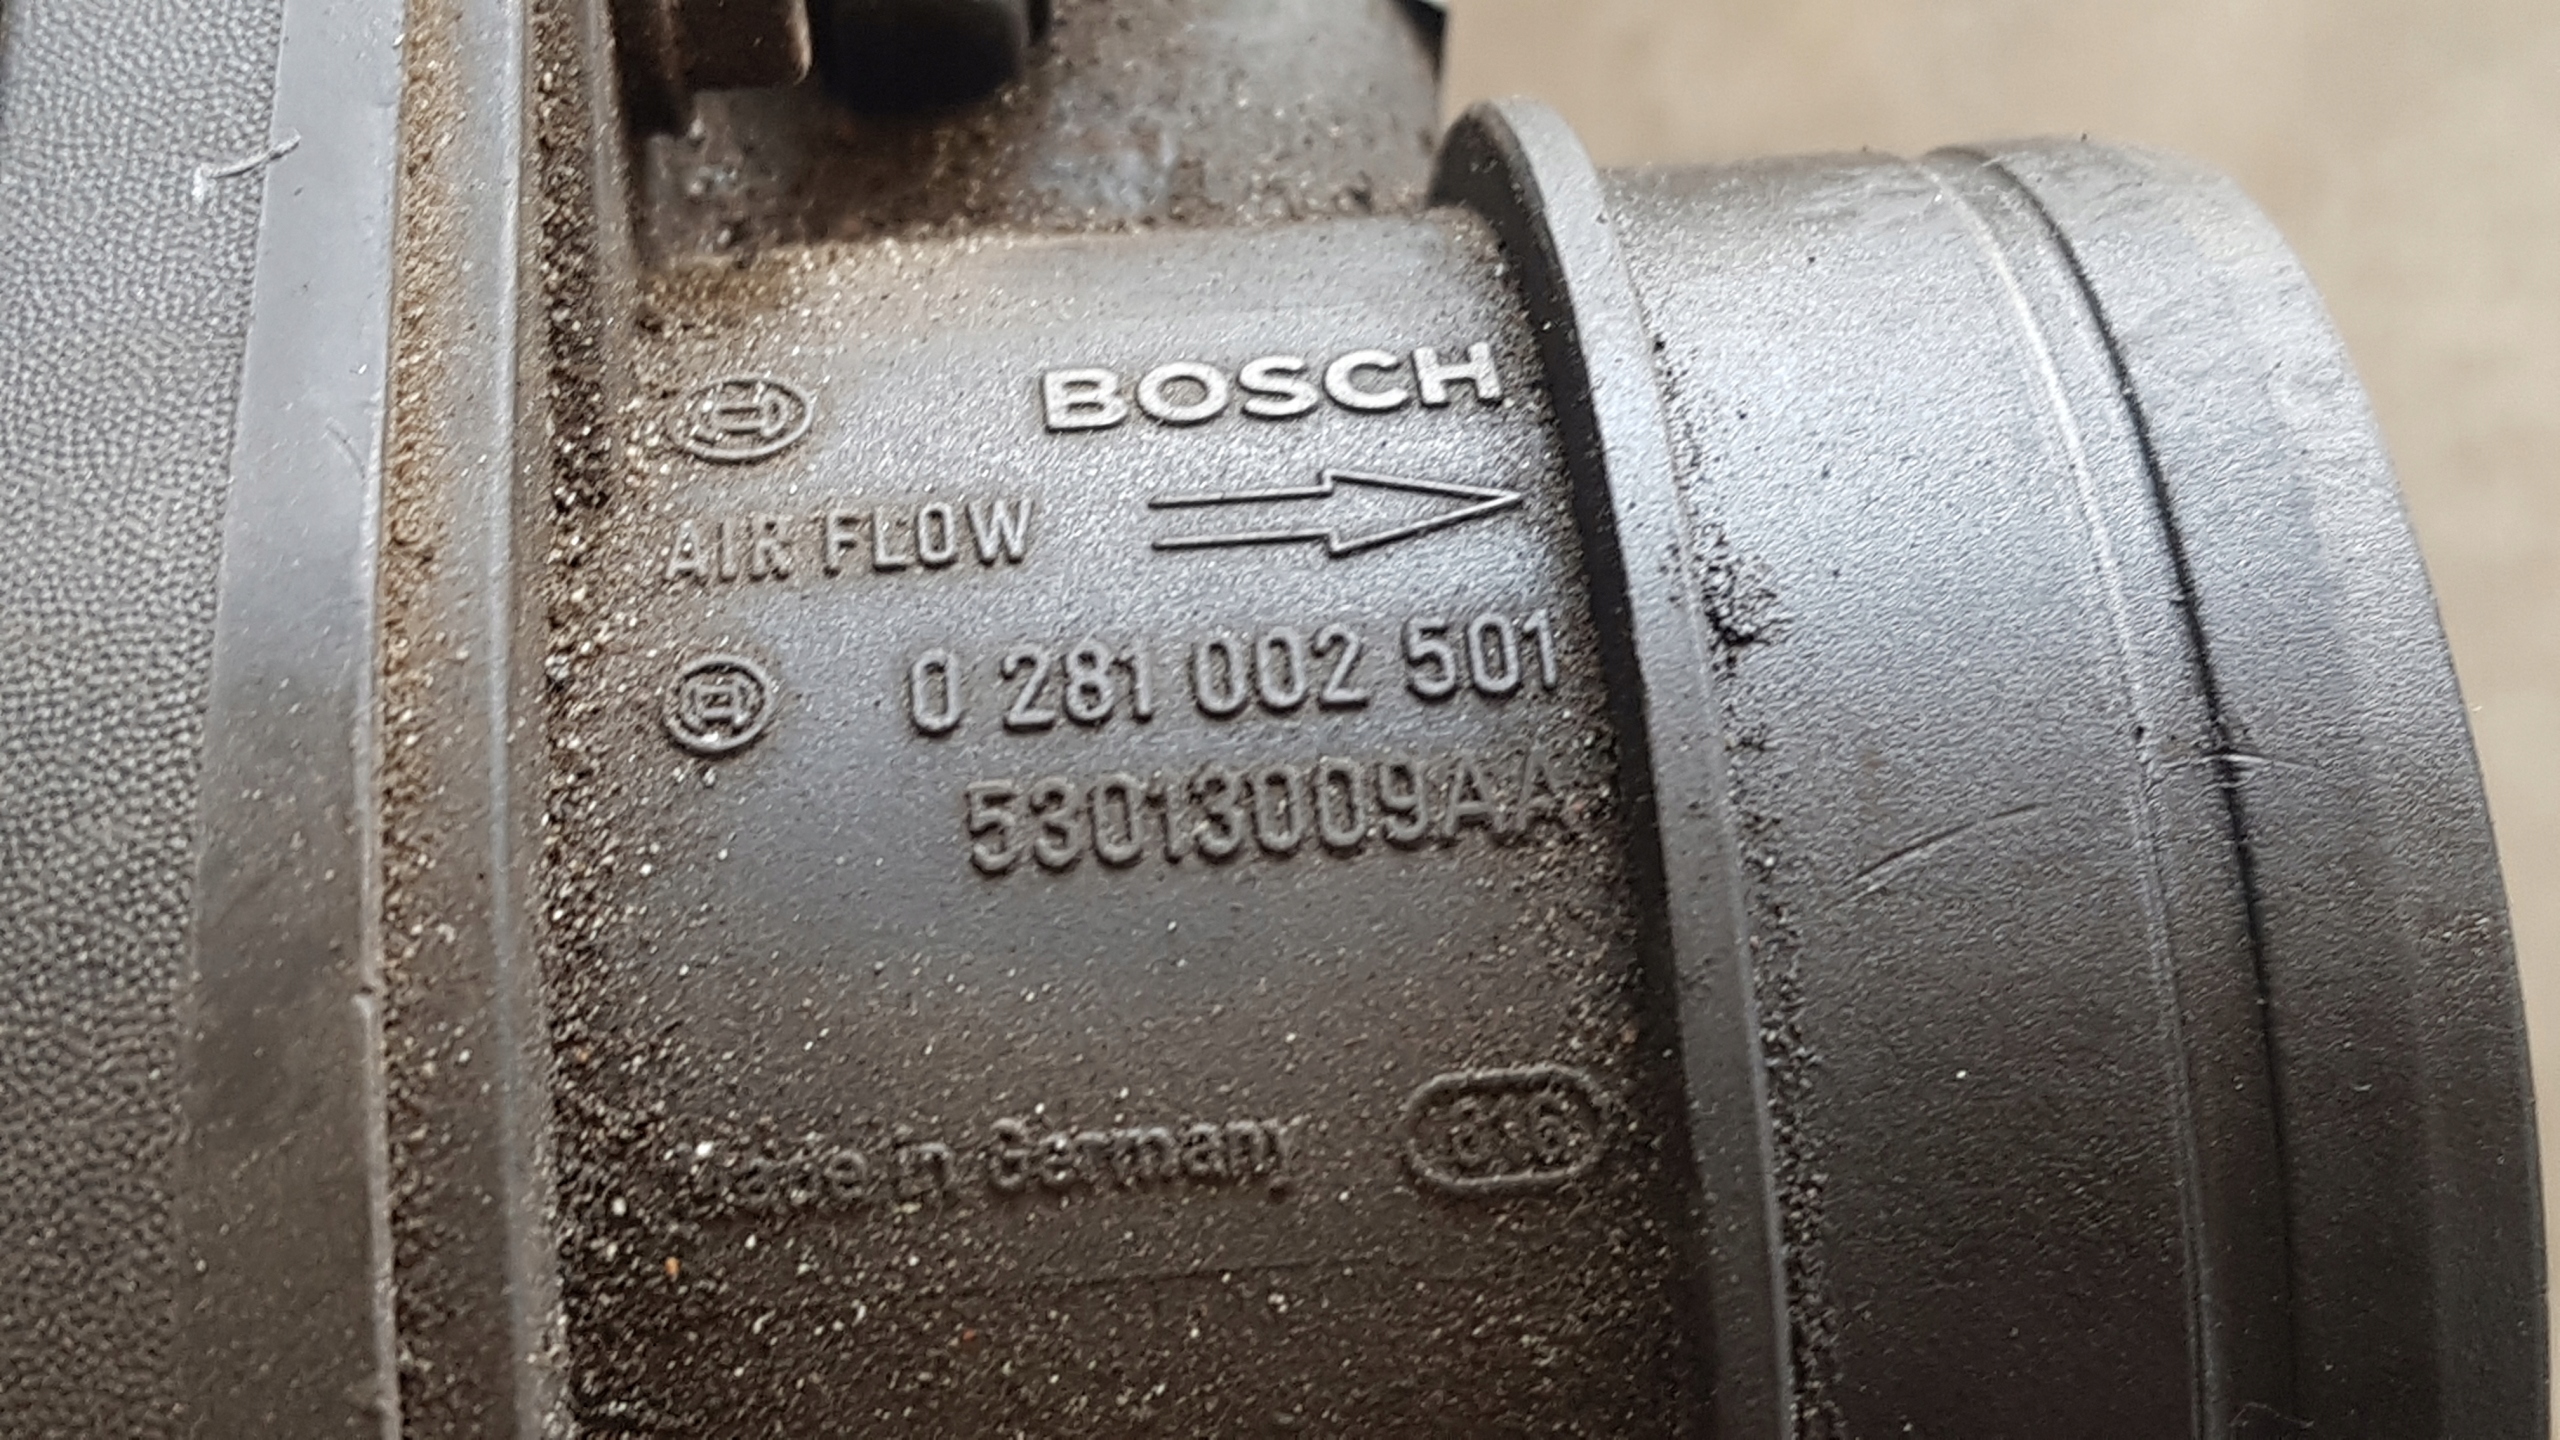 BOSCH
AIR FLOW
0 281 002 501
53013009AA
Made in Germany